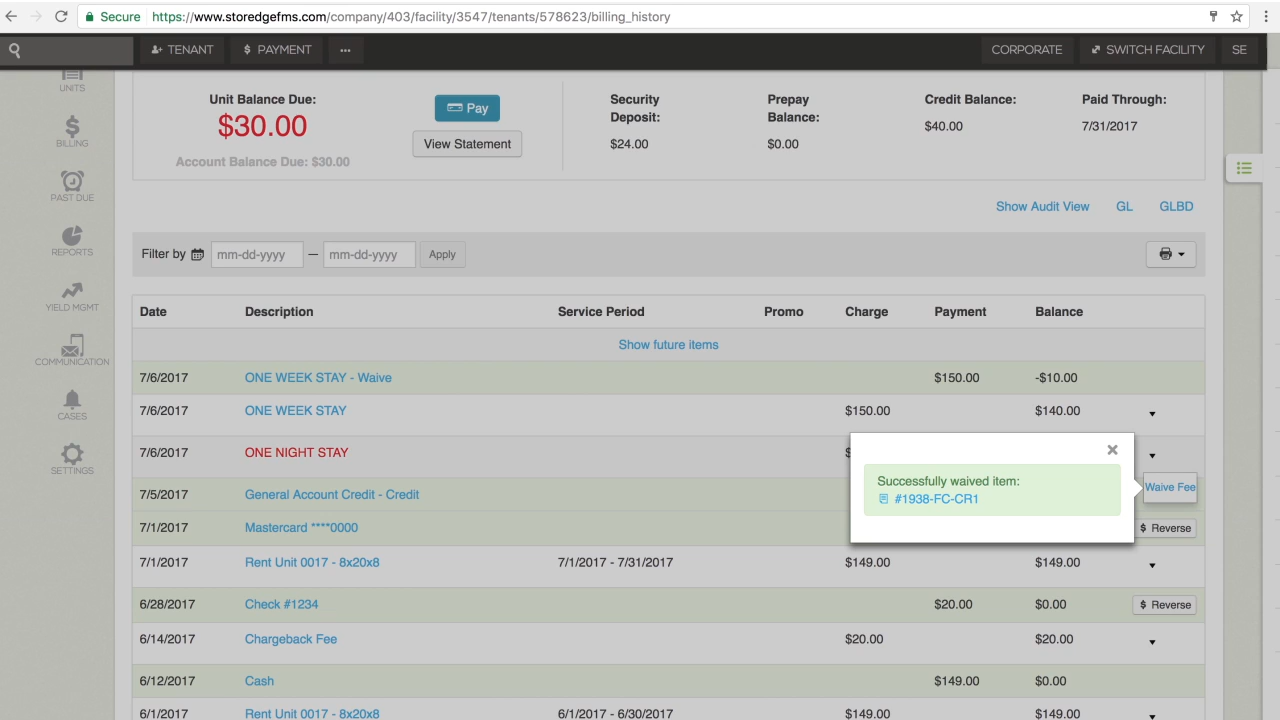 Secure https://www.storedgefms.com/company/403/facility/3547/tenants/578623/billing_history
TENANT $ PAYMENT ... CORPORATE SWITCH FACILITY SE
UNITS
BILLING
PAST DUE
REPORTS
YIELD MGMT
COMMUNICATION
CASES
SETTINGS
Unit Balance Due:
$30.00
Account Balance Due: $30.00
Pay
View Statement
Security Deposit:
$24.00
Prepay Balance:
$0.00
Credit Balance:
$40.00
Paid Through:
7/31/2017
Show Audit View GL GLBD
Filter by mm-dd-yyyy — mm-dd-yyyy Apply
Date Description Service Period Promo Charge Payment Balance
Show future items
7/6/2017 ONE WEEK STAY - Waive $150.00 -$10.00
7/6/2017 ONE WEEK STAY $150.00 $140.00
7/6/2017 ONE NIGHT STAY $
Successfully waived item:
#1938-FC-CR1
Waive Fee
7/5/2017 General Account Credit - Credit
7/1/2017 Mastercard ****0000 $ Reverse
7/1/2017 Rent Unit 0017 - 8x20x8 7/1/2017 - 7/31/2017 $149.00 $149.00
6/28/2017 Check #1234 $20.00 $0.00 $ Reverse
6/14/2017 Chargeback Fee $20.00 $20.00
6/12/2017 Cash $149.00 $0.00
6/1/2017 Rent Unit 0017 - 8x20x8 6/1/2017 - 6/30/2017 $149.00 $149.00